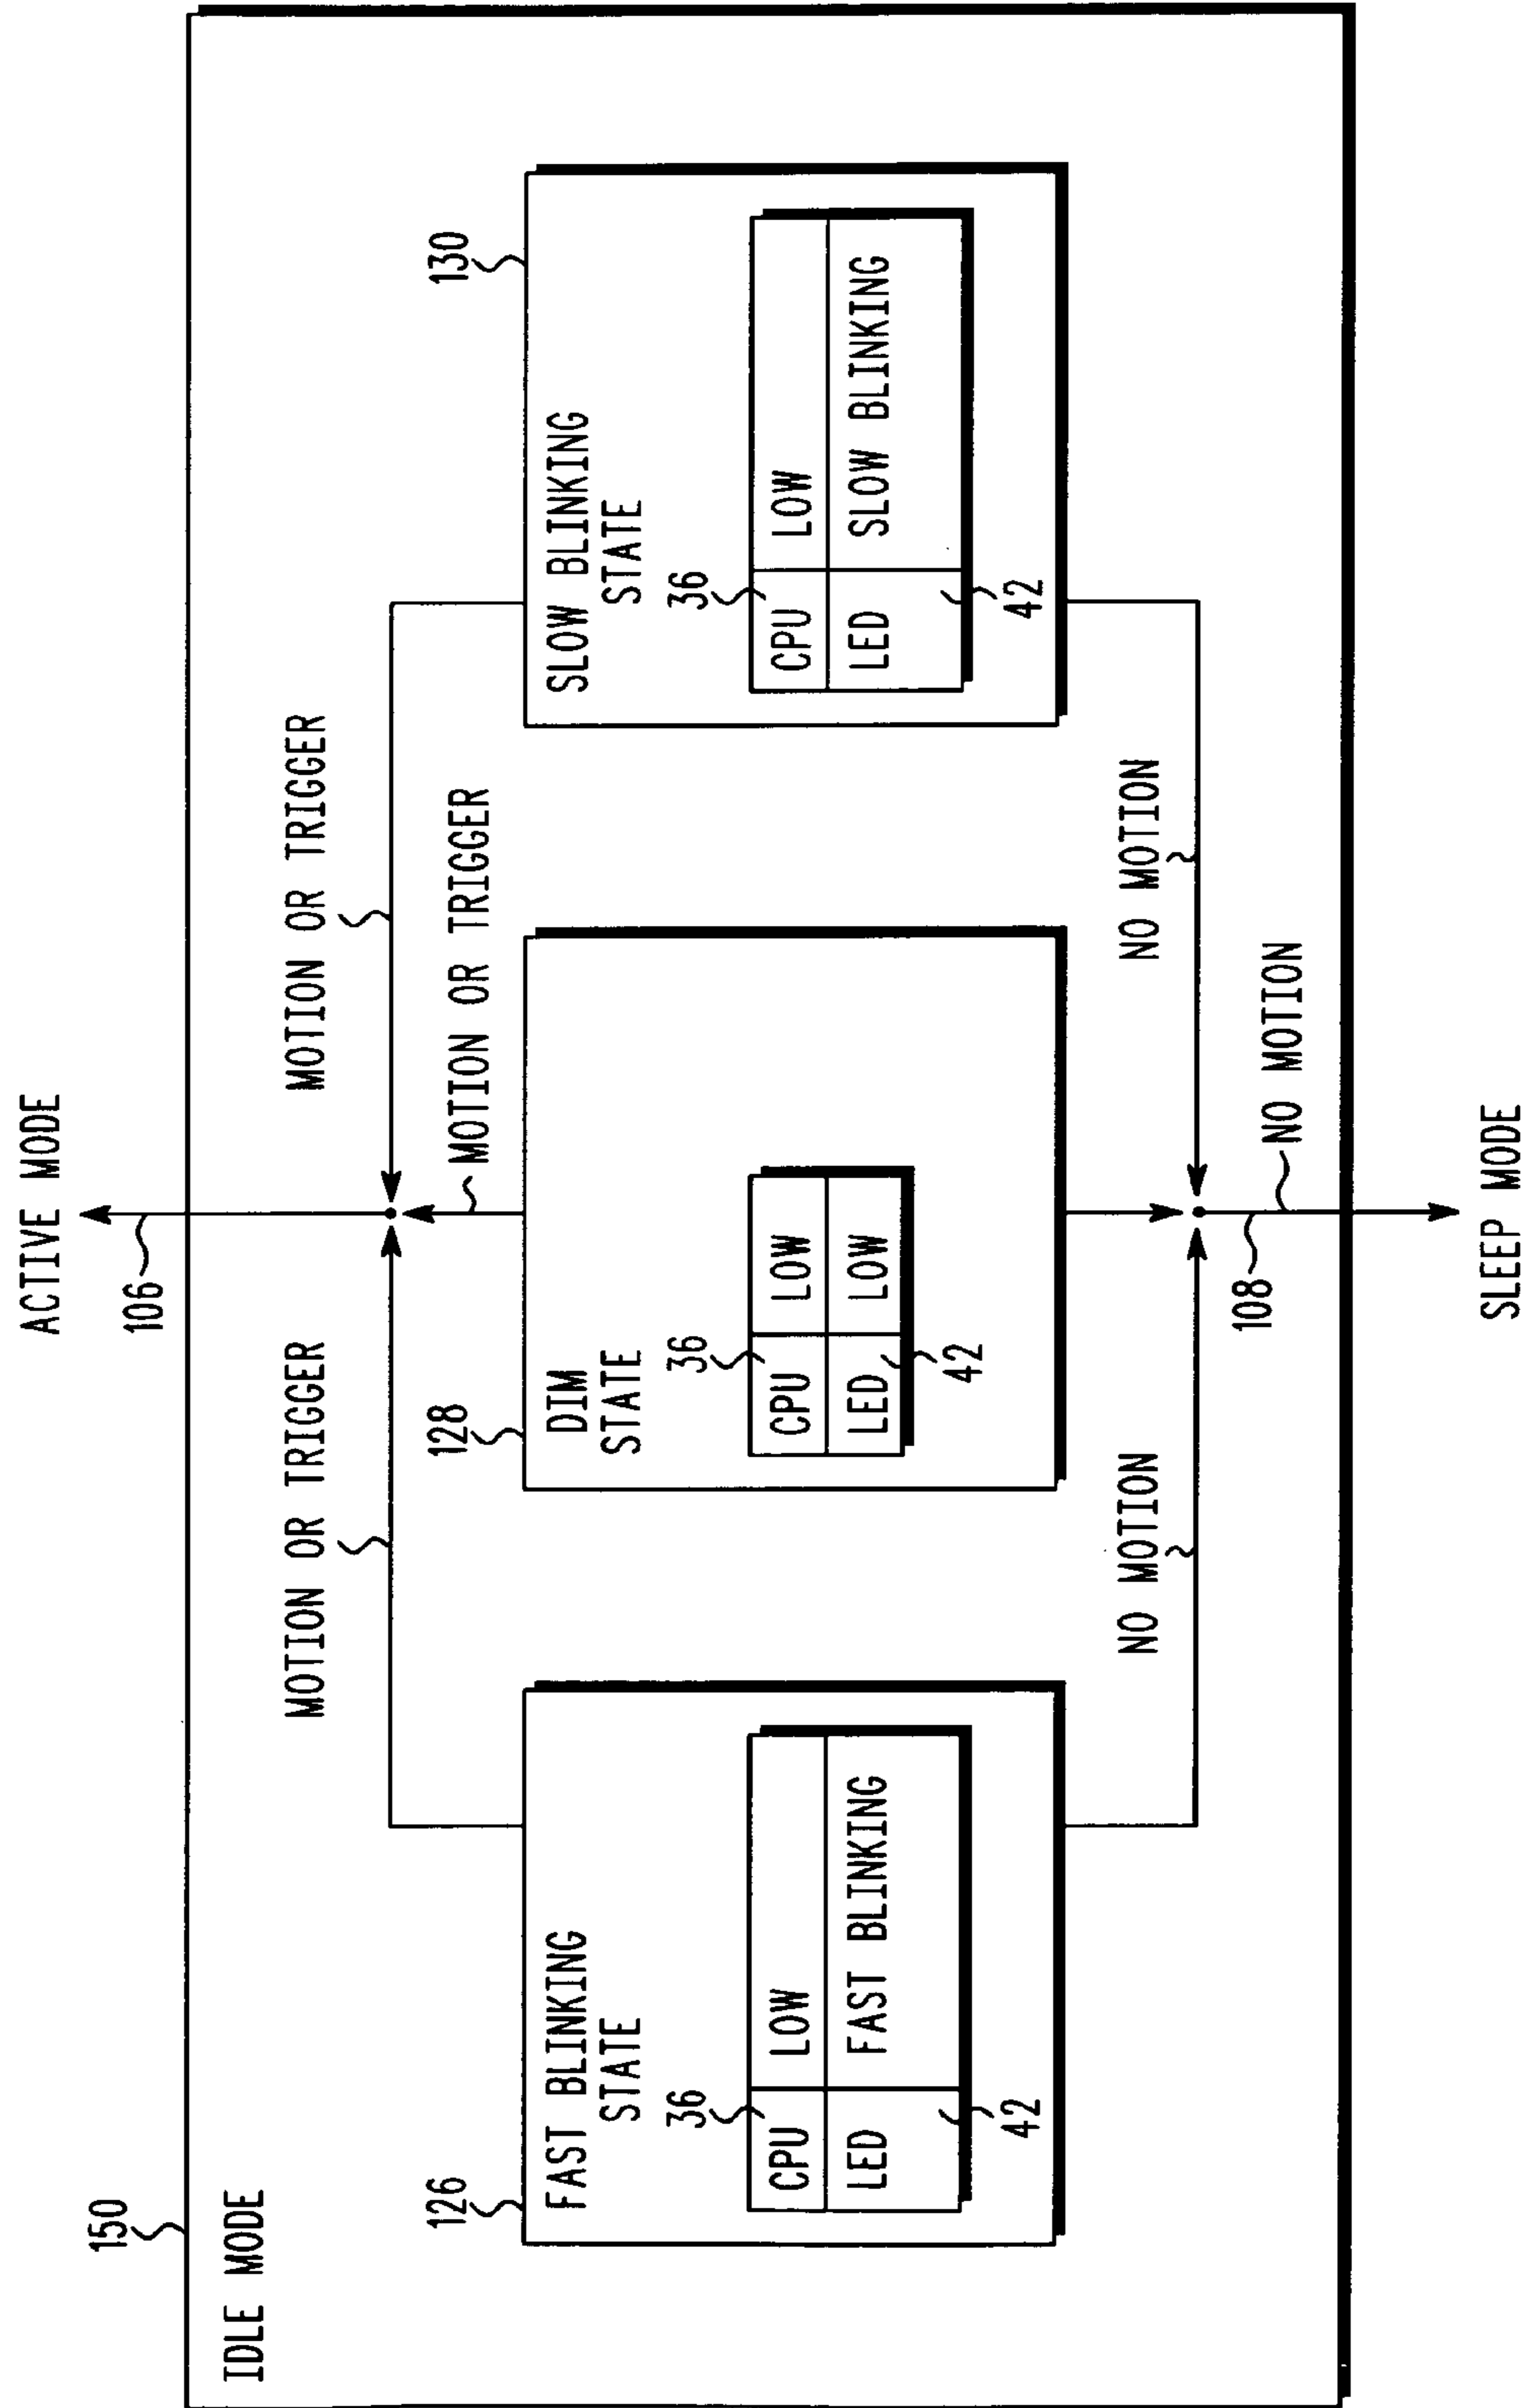 ACTIVE MODE
106
150
IDLE MODE
MOTION OR TRIGGER
MOTION OR TRIGGER
MOTION OR TRIGGER
126
FAST BLINKING
STATE
36
CPU LOW
LED FAST BLINKING
42
128
DIM
STATE
36
CPU LOW
LED LOW
42
130
SLOW BLINKING
STATE
36
CPU LOW
LED SLOW BLINKING
42
NO MOTION
NO MOTION
108
NO MOTION
SLEEP MODE